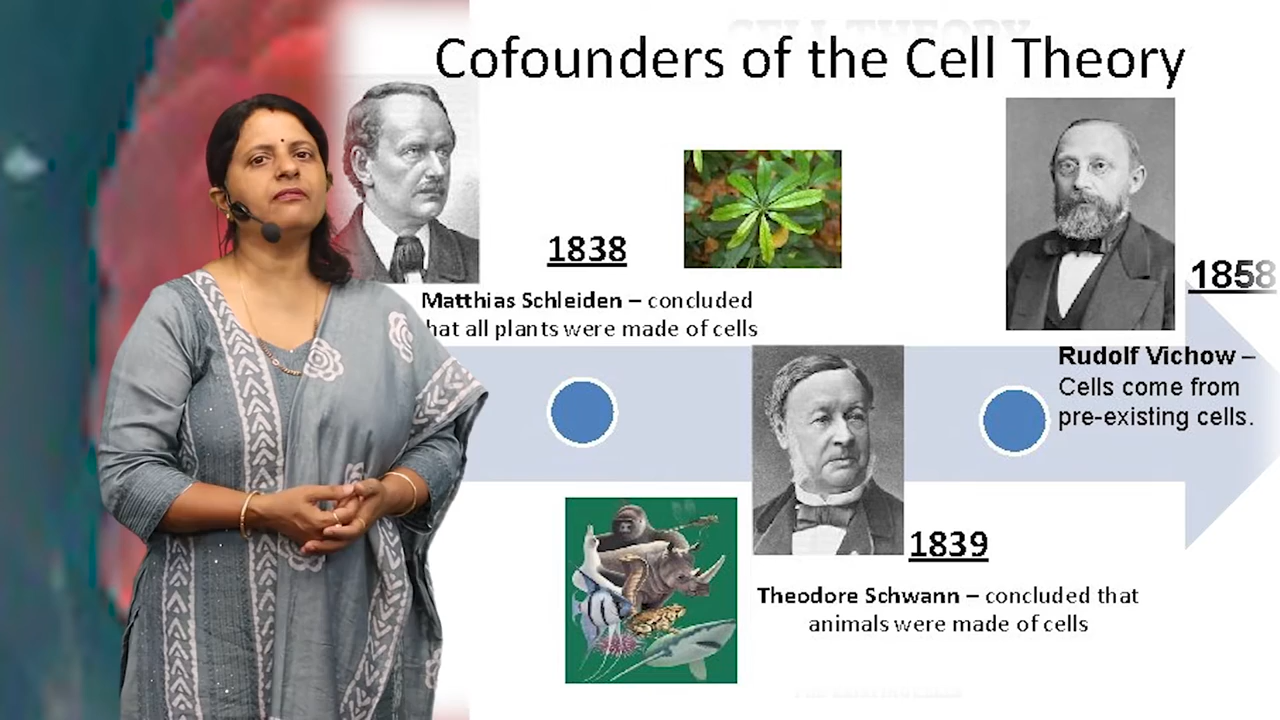 Cofounders of the Cell Theory
1838
Matthias Schleiden – concluded
hat all plants were made of cells
1858
Rudolf Vichow –
Cells come from
pre-existing cells.
1839
Theodore Schwann – concluded that
animals were made of cells